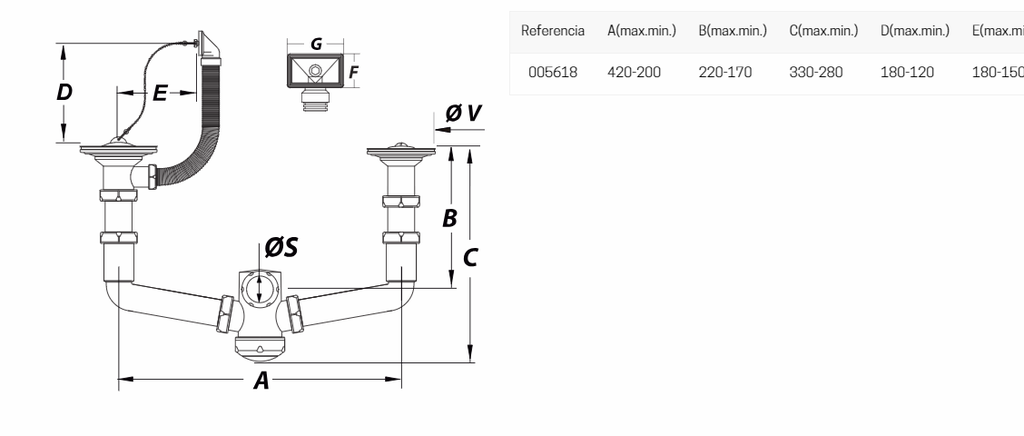 Referencia A(max.min.) B(max.min.) C(max.min.) D(max.min.) E(max.mi
005618 420-200 220-170 330-280 180-120 180-150
G
F
D
E
Ø V
B
ØS
C
A